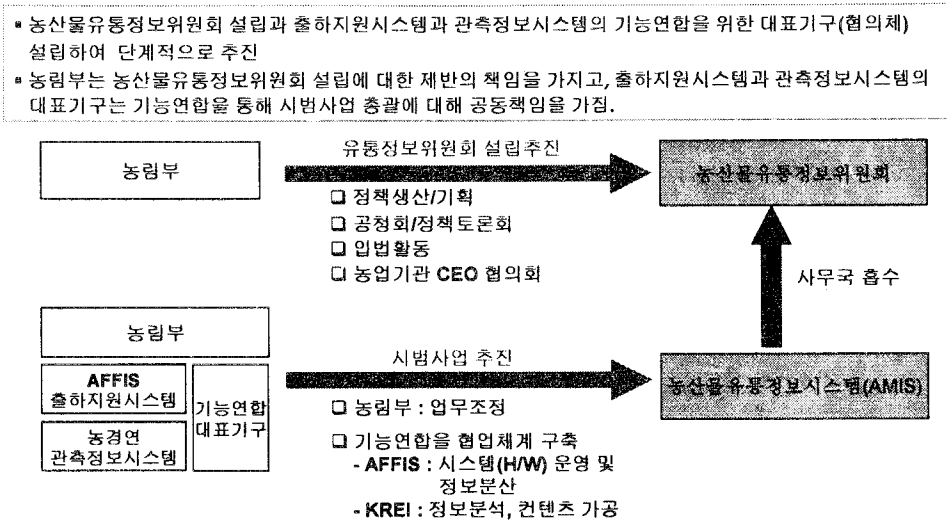 ▪ 농산물유통정보위원회 설립과 출하지원시스템과 관측정보시스템의 기능연합을 위한 대표기구(협의체)
설립하여 단계적으로 추진
▪ 농림부는 농산물유통정보위원회 설립에 대한 제반의 책임을 가지고, 출하지원시스템과 관측정보시스템의
대표기구는 기능연합을 통해 시범사업 총괄에 대해 공동책임을 가짐.
농림부
유통정보위원회 설립추진
농산물유통정보위원회
❏ 정책생산/기획
❏ 공청회/정책토론회
❏ 입법활동
❏ 농업기관 CEO 협의회
사무국 흡수
농림부
AFFIS
출하지원시스템
농경연
관측정보시스템
기능연합
대표기구
시범사업 추진
농산물유통정보시스템(AMIS)
❏ 농림부 : 업무조정
❏ 기능연합을 협업체계 구축
- AFFIS : 시스템(H/W) 운영 및
정보분산
- KREI : 정보분석, 컨텐츠 가공